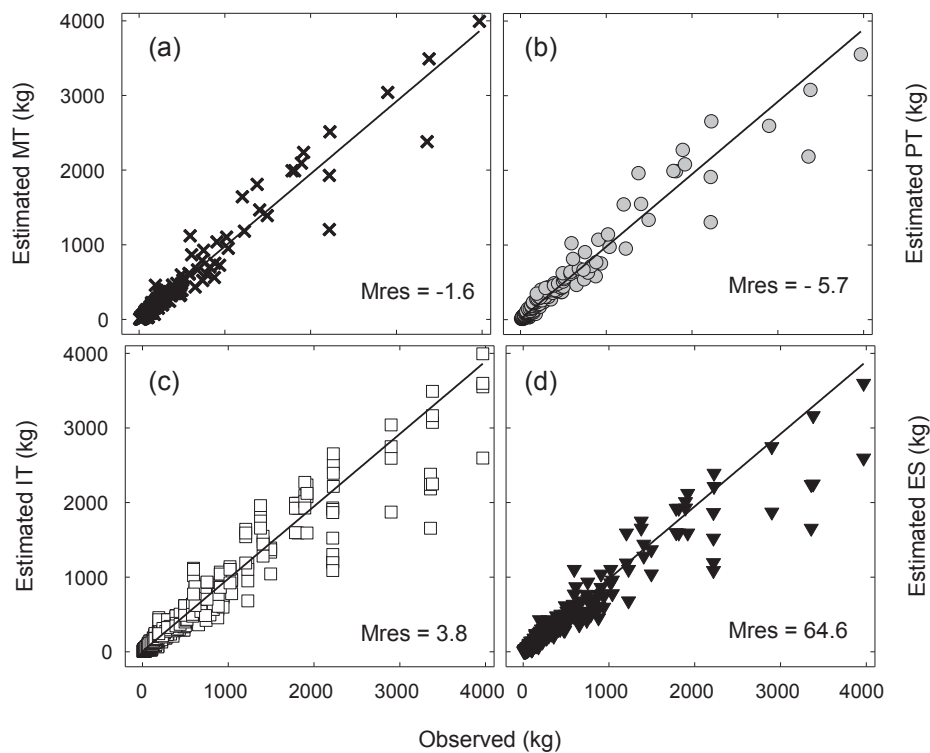 (a)
(b)
4000
3000
2000
1000
0
Estimated MT (kg)
Estimated PT (kg)
Mres = -1.6
Mres = - 5.7
(c)
(d)
4000
3000
2000
1000
0
Estimated IT (kg)
Estimated ES (kg)
Mres = 3.8
Mres = 64.6
0 1000 2000 3000 4000 0 1000 2000 3000 4000
Observed (kg)